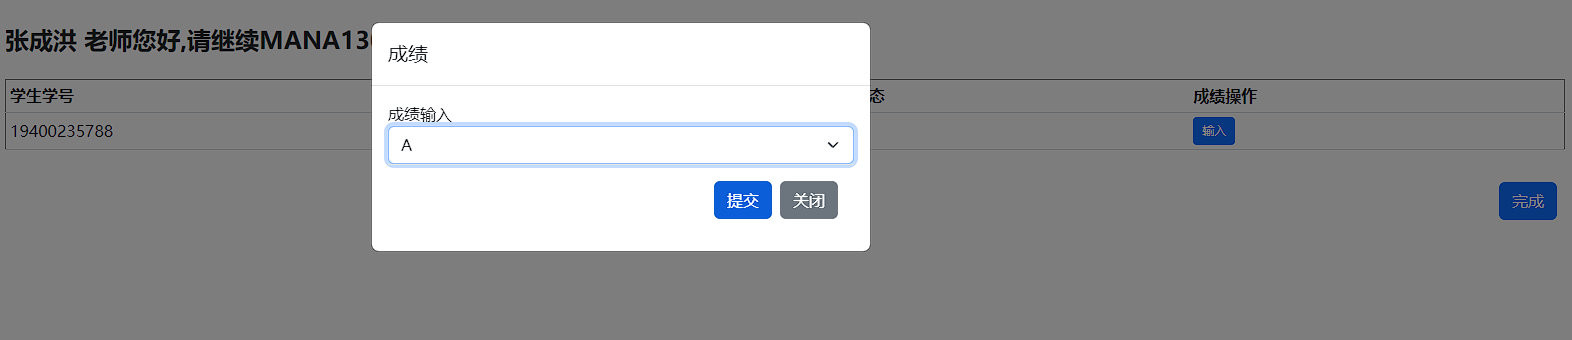 张成洪 老师您好,请继续MANA13
成绩
学生学号
态
成绩操作
成绩输入
19400235788
输入
A
提交
关闭
完成